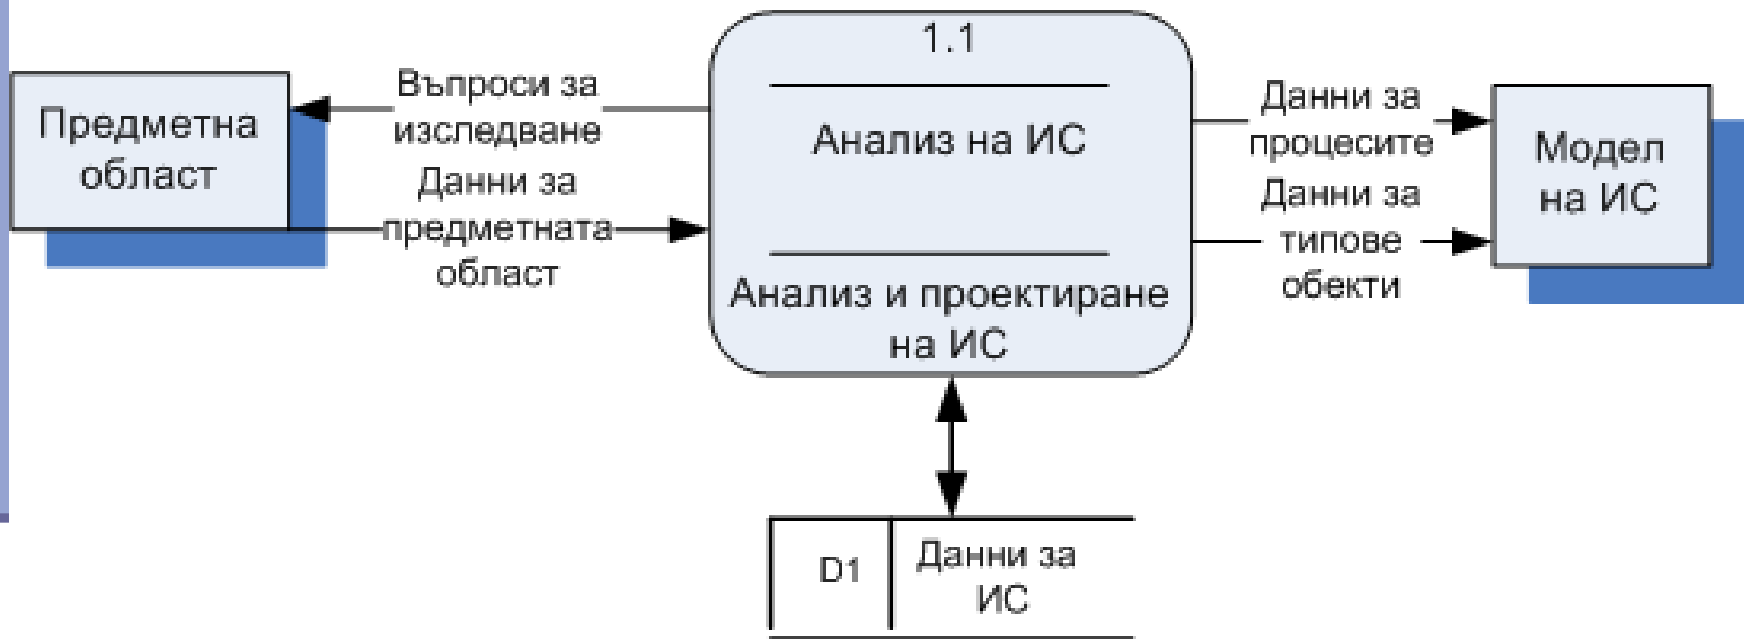 Предметна
област
Въпроси за
изследване
Данни за
предметната
област
1.1
Анализ на ИС
Анализ и проектиране
на ИС
Данни за
процесите
Данни за
типове
обекти
Модел
на ИС
D1
Данни за
ИС